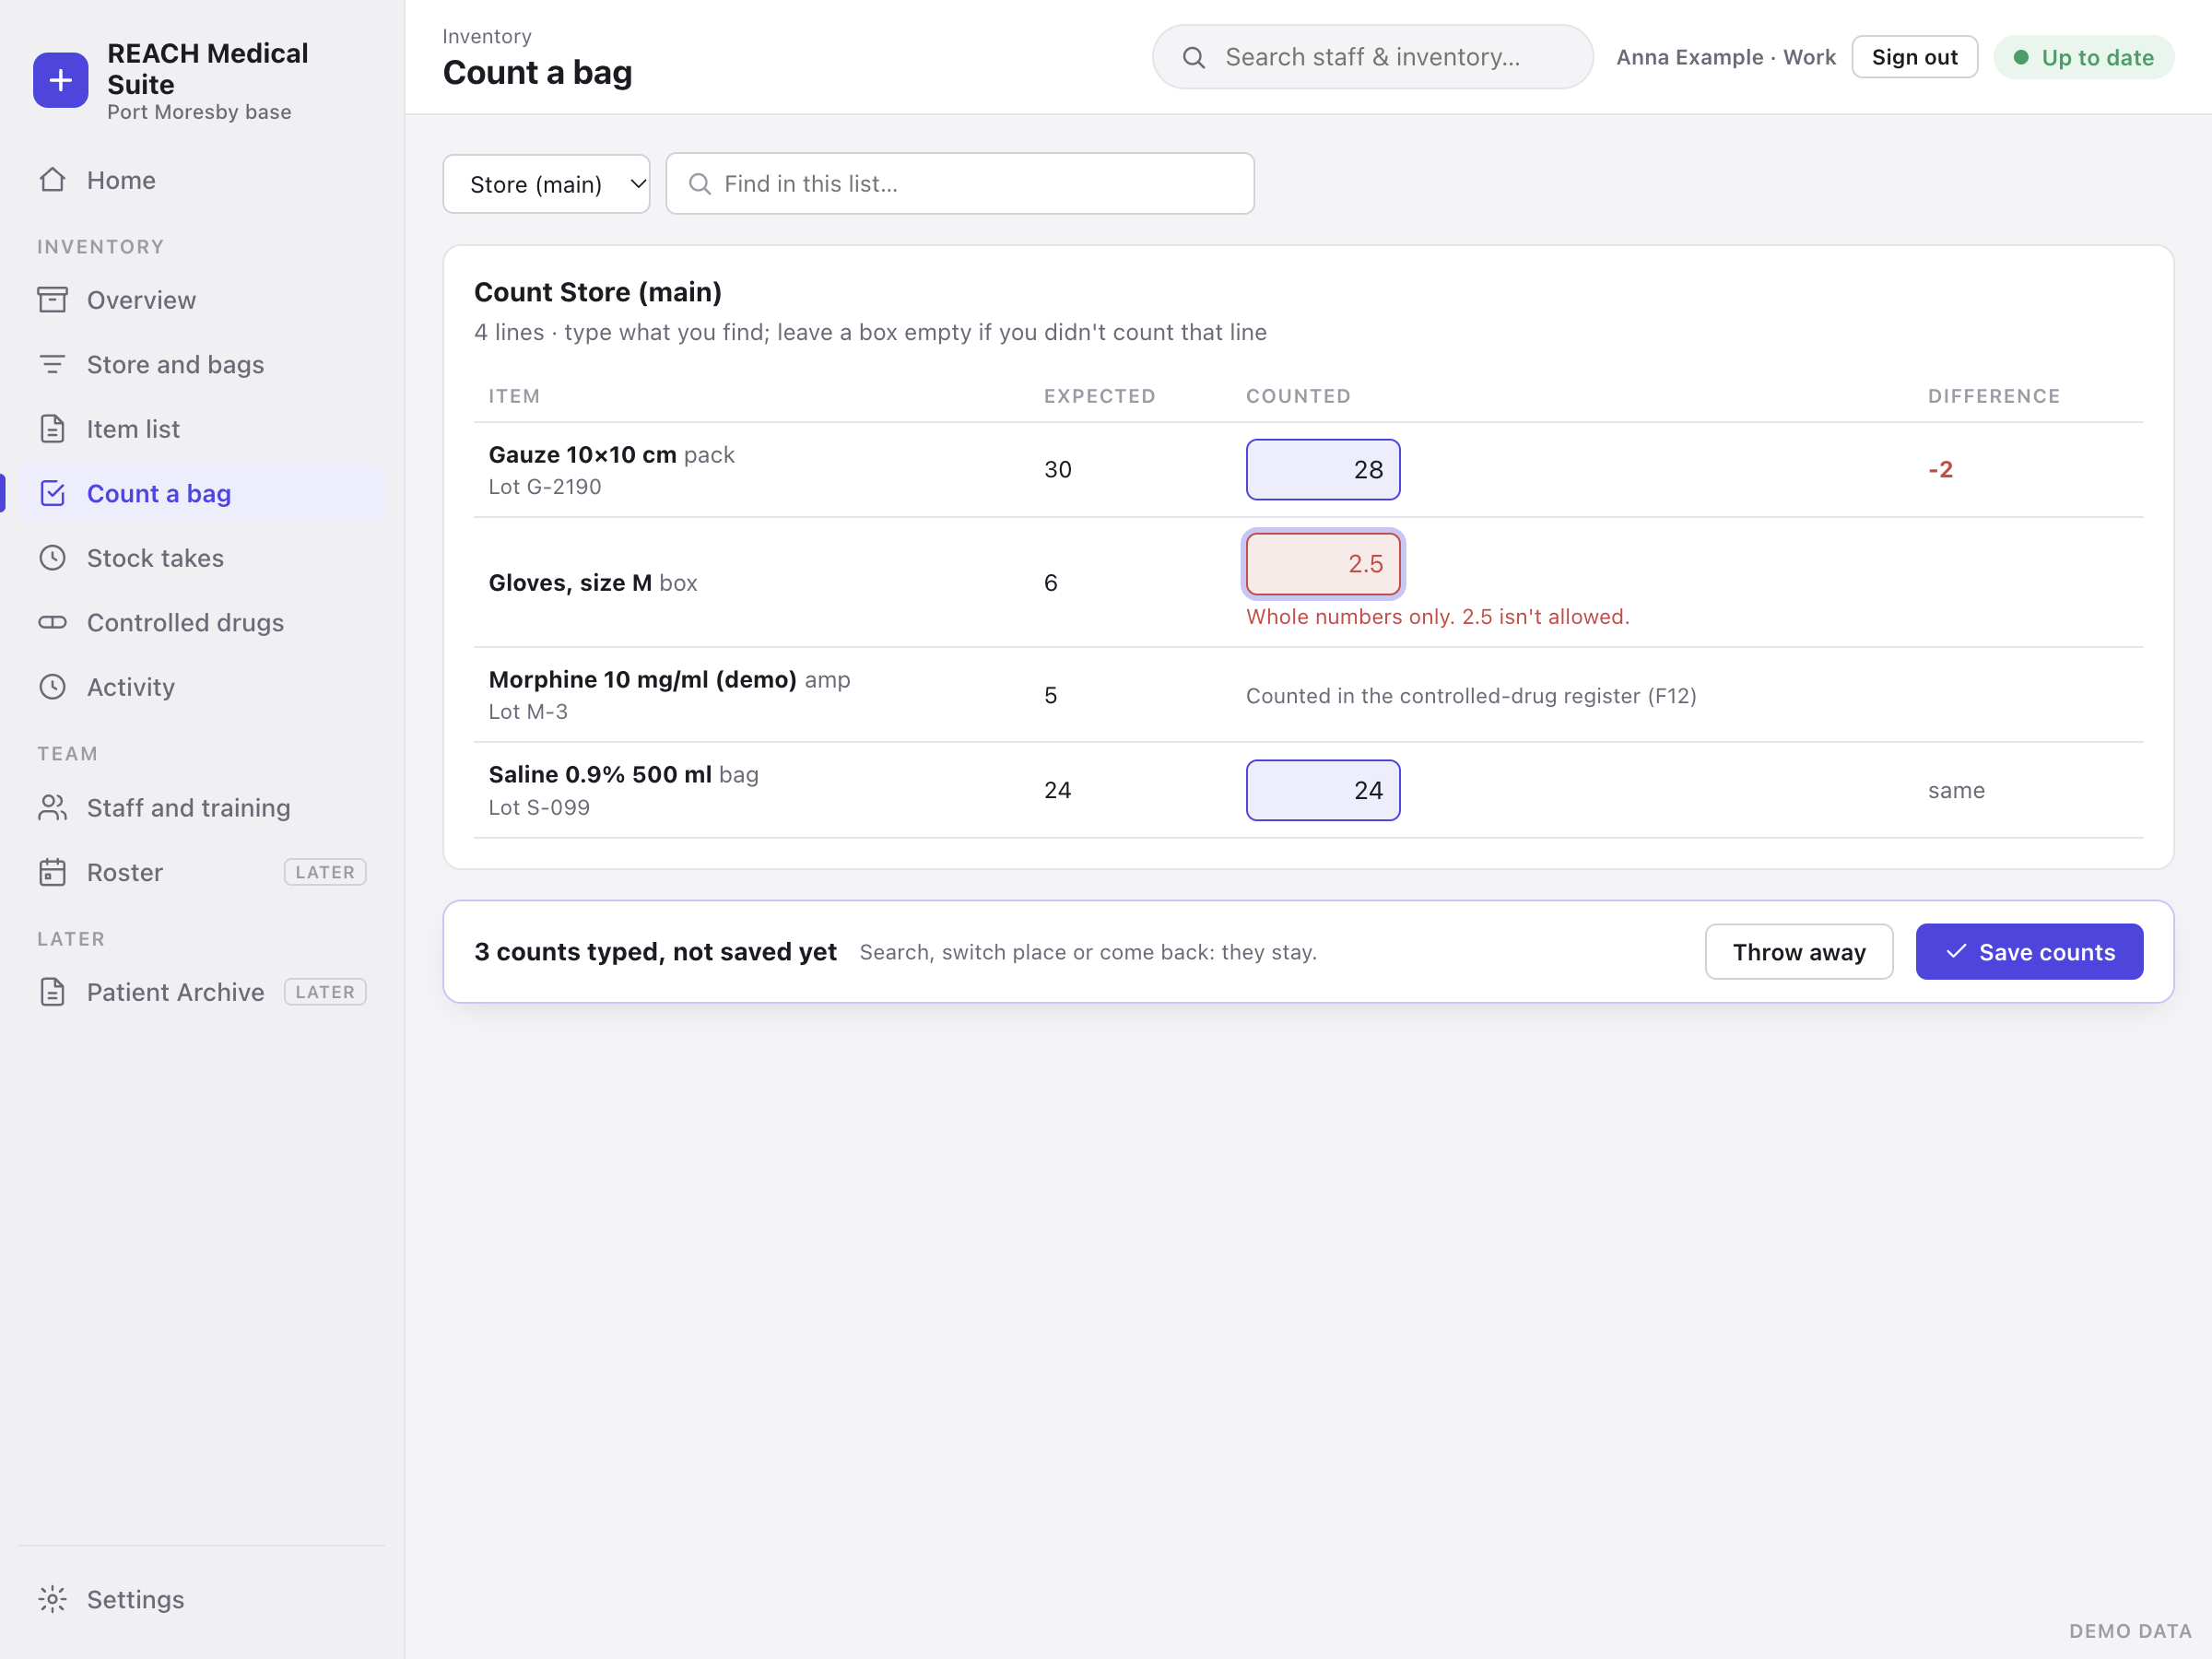 REACH Medical
Suite
Port Moresby base
Home
INVENTORY
Overview
Store and bags
Item list
Count a bag
Stock takes
Controlled drugs
Activity
TEAM
Staff and training
Roster LATER
LATER
Patient Archive LATER
Settings
Inventory
Count a bag
Search staff & inventory...
Anna Example · Work
Sign out
Up to date
Store (main)
Find in this list...
Count Store (main)
4 lines · type what you find; leave a box empty if you didn't count that line
ITEM EXPECTED COUNTED DIFFERENCE
Gauze 10×10 cm pack 30 28 -2
Lot G-2190
Gloves, size M box 6 2.5
Whole numbers only. 2.5 isn't allowed.
Morphine 10 mg/ml (demo) amp 5 Counted in the controlled-drug register (F12)
Lot M-3
Saline 0.9% 500 ml bag 24 24 same
Lot S-099
3 counts typed, not saved yet Search, switch place or come back: they stay.
Throw away
Save counts
DEMO DATA